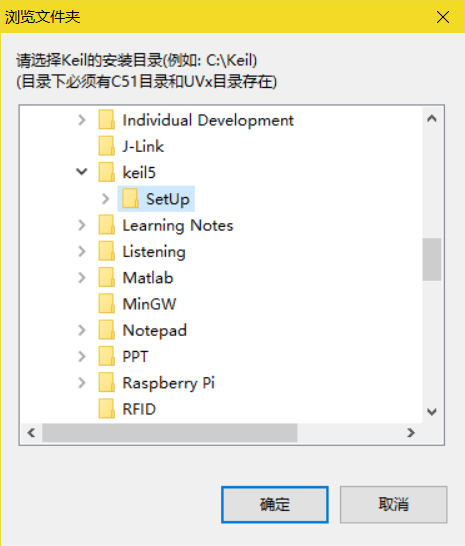 浏览文件夹
请选择Keil的安装目录(例如: C:\Keil)
(目录下必须有C51目录和UVx目录存在)
Individual Development
J-Link
keil5
SetUp
Learning Notes
Listening
Matlab
MinGW
Notepad
PPT
Raspberry Pi
RFID
确定
取消